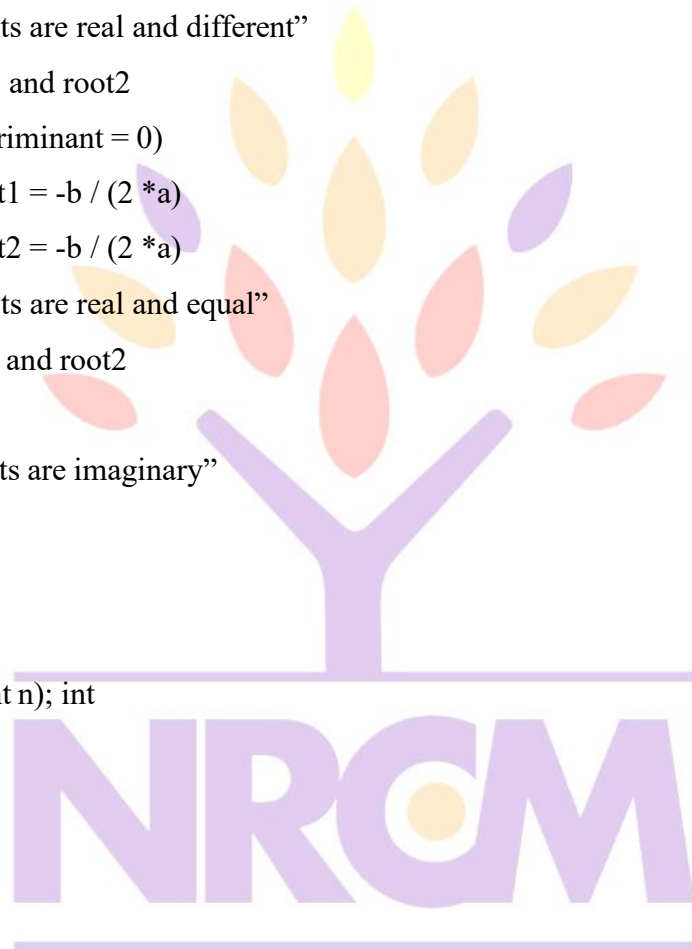 ts are real and different”
and root2
riminant = 0)
t1 = -b / (2 *a)
t2 = -b / (2 *a)
ts are real and equal”
and root2
ts are imaginary”
t n); int
NRCM